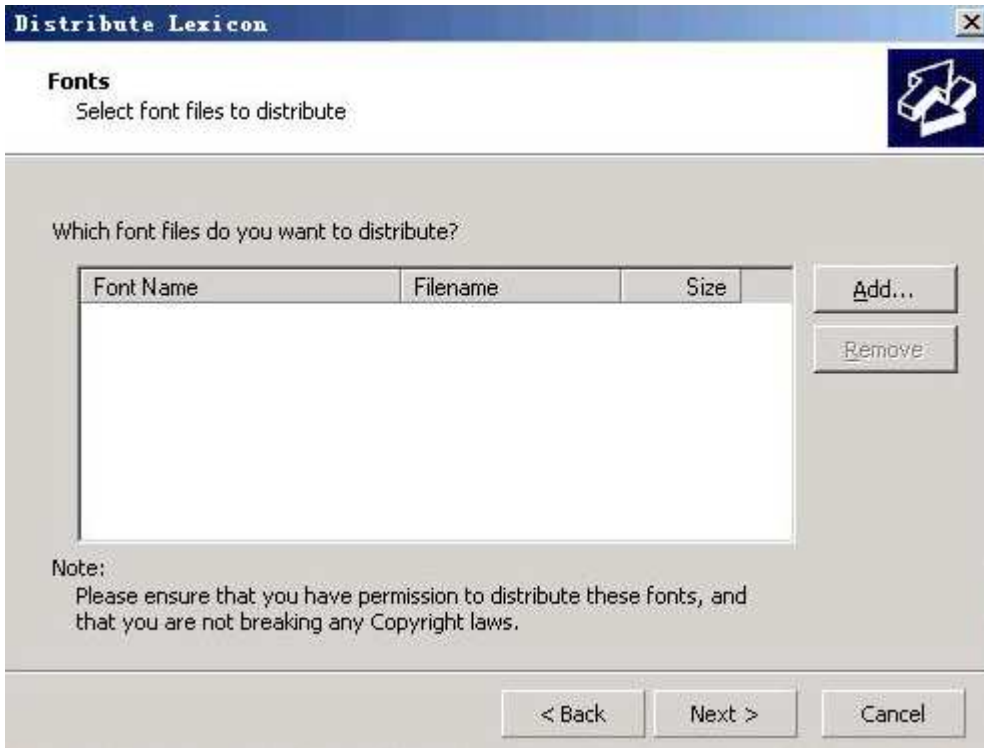 Distribute Lexicon
Fonts
Select font files to distribute
Which font files do you want to distribute?
Font Name Filename Size
Add...
Remove
Note:
Please ensure that you have permission to distribute these fonts, and
that you are not breaking any Copyright laws.
< Back Next > Cancel